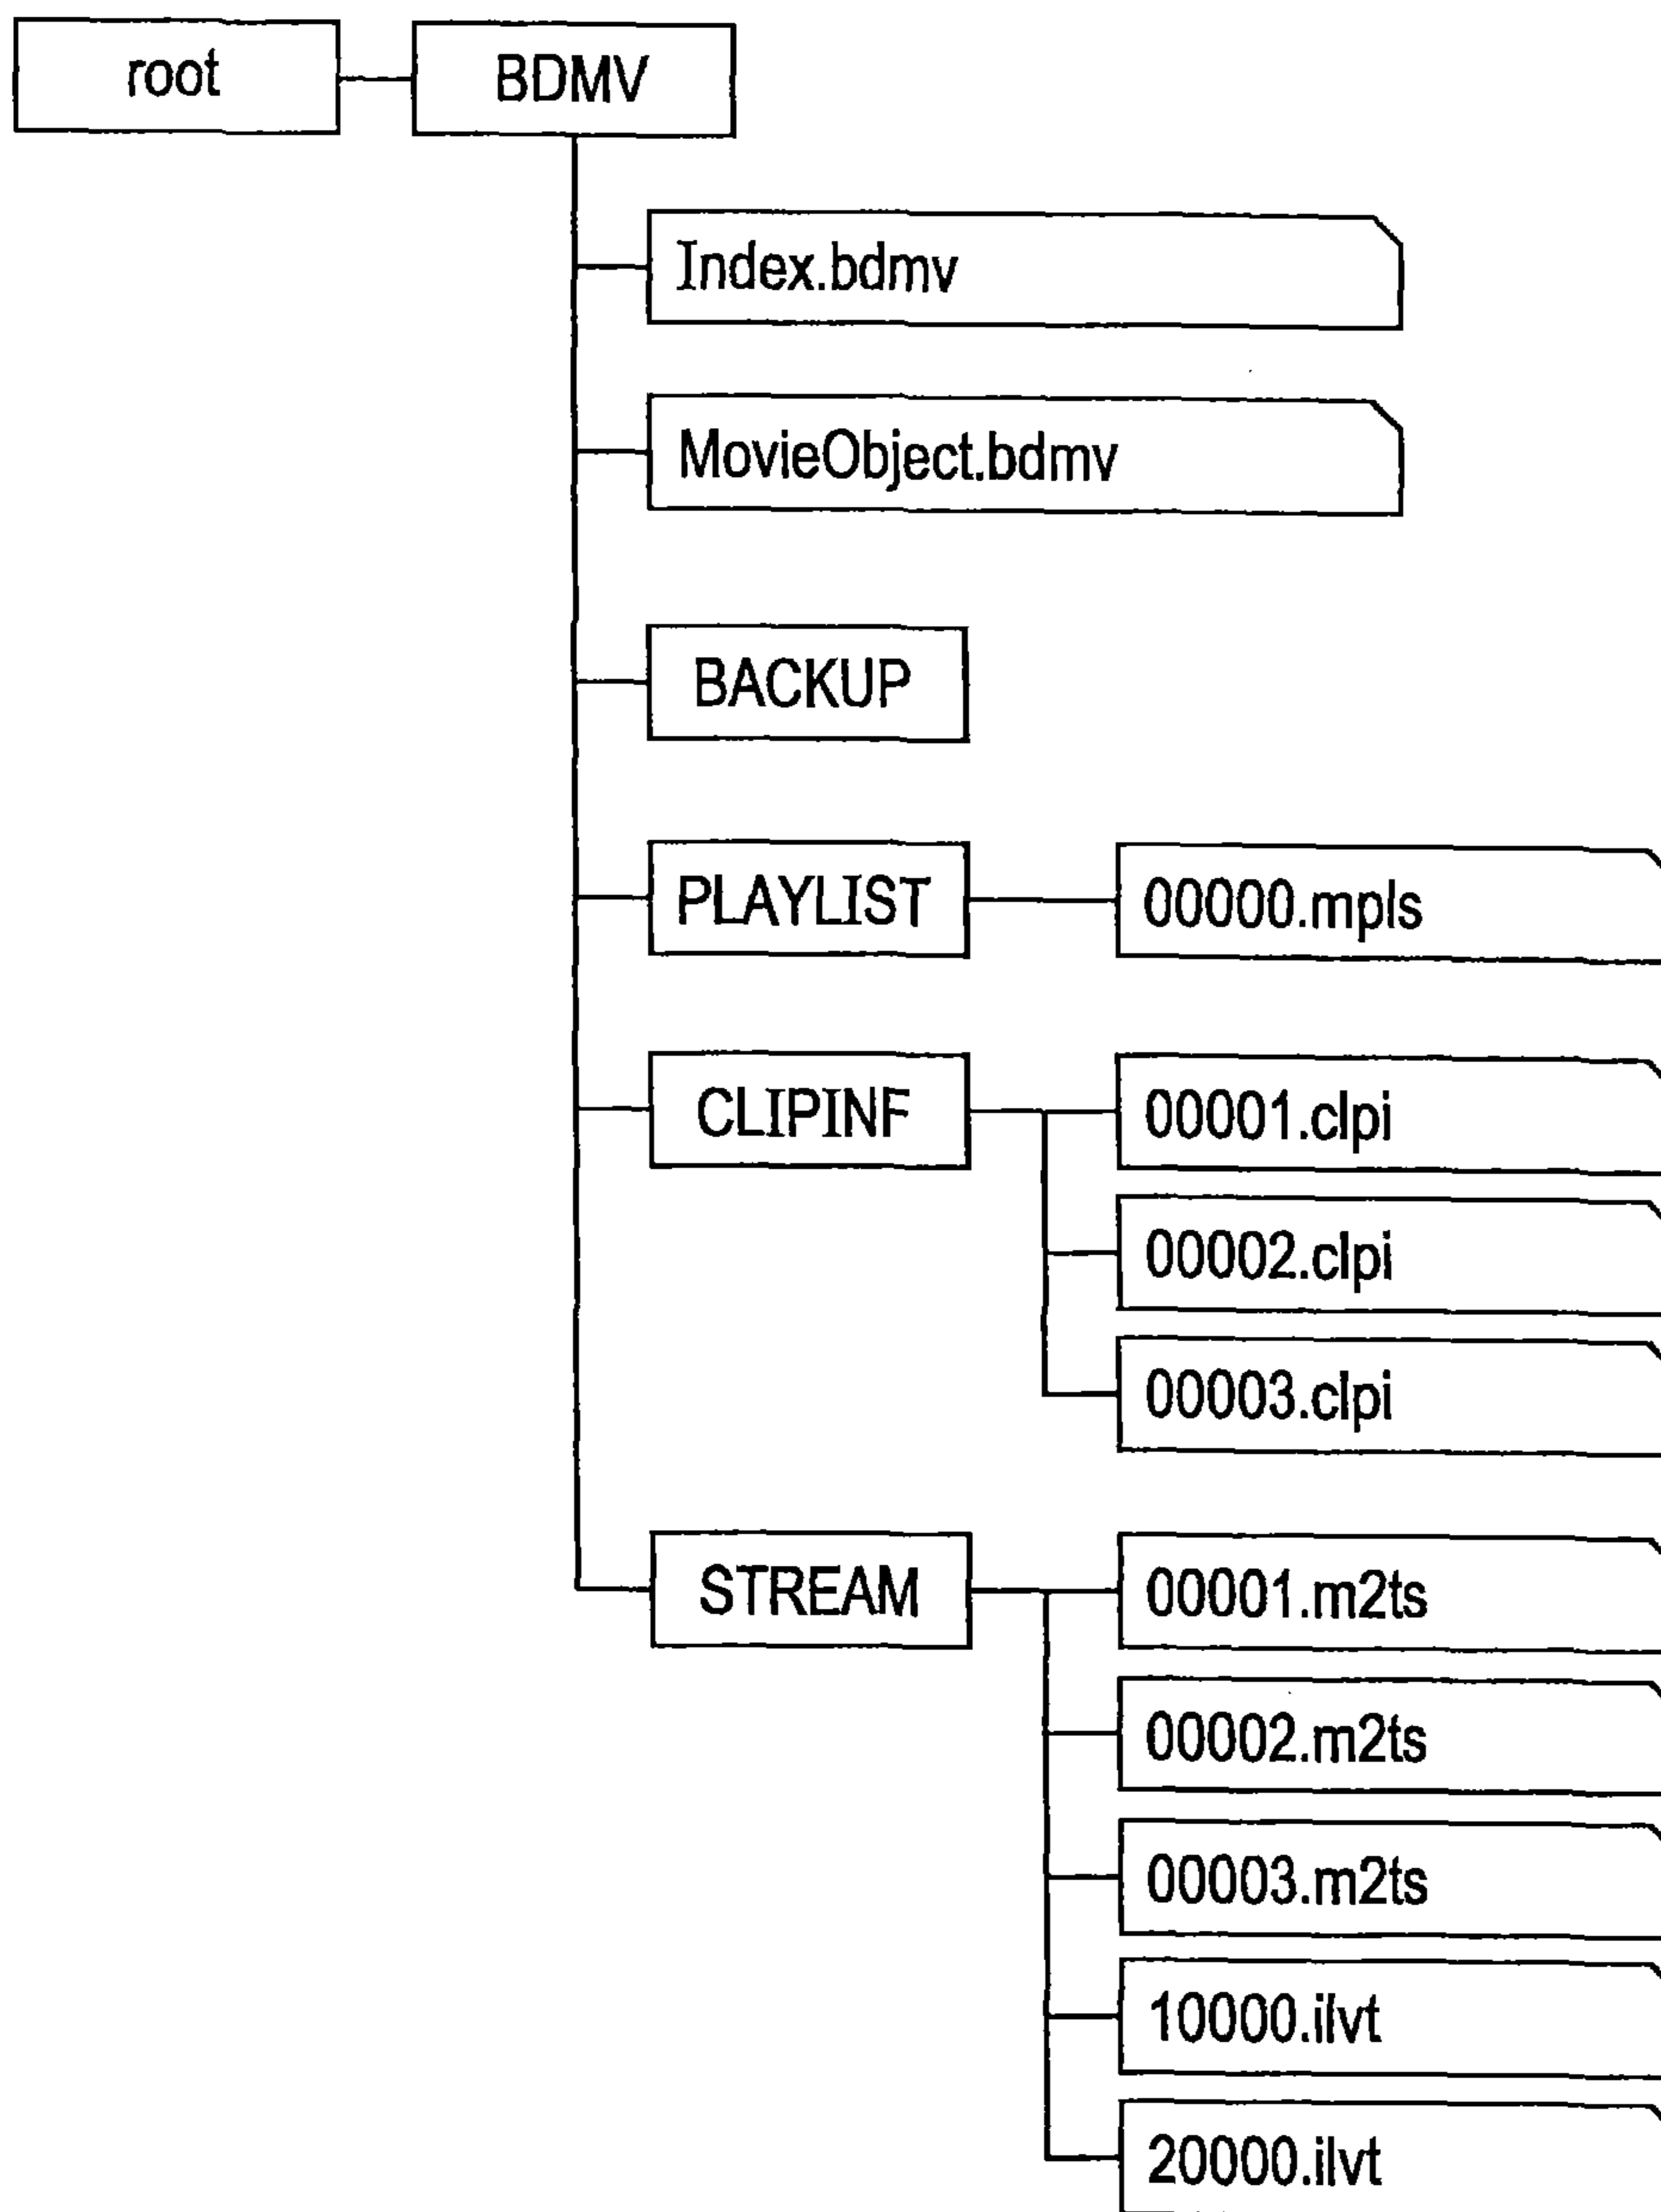 root
BDMV
Index.bdmv
MovieObject.bdmv
BACKUP
PLAYLIST
00000.mpls
CLIPINF
00001.clpi
00002.clpi
00003.clpi
STREAM
00001.m2ts
00002.m2ts
00003.m2ts
10000.ilvt
20000.ilvt